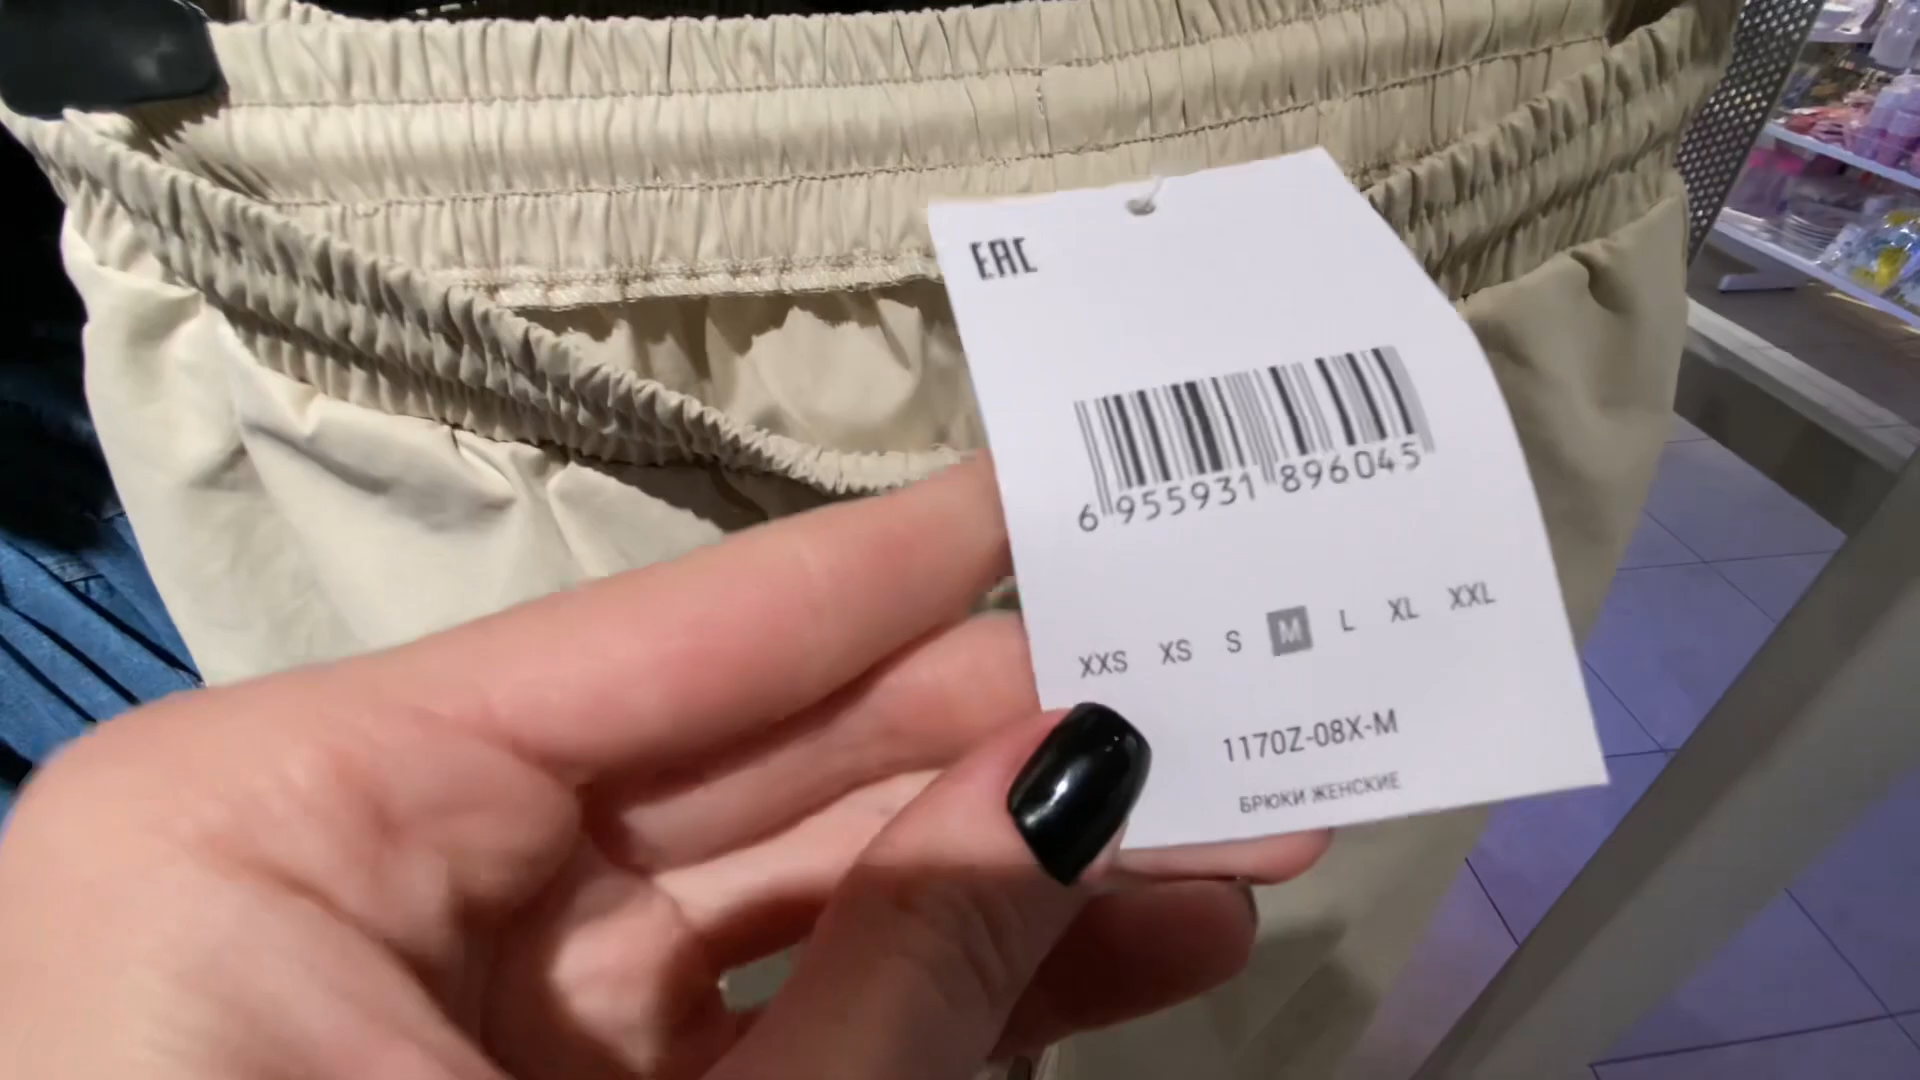 EAC
6 955931 896045
XXS XS S M L XL XXL
1170Z-08X-M
БРЮКИ ЖЕНСКИЕ